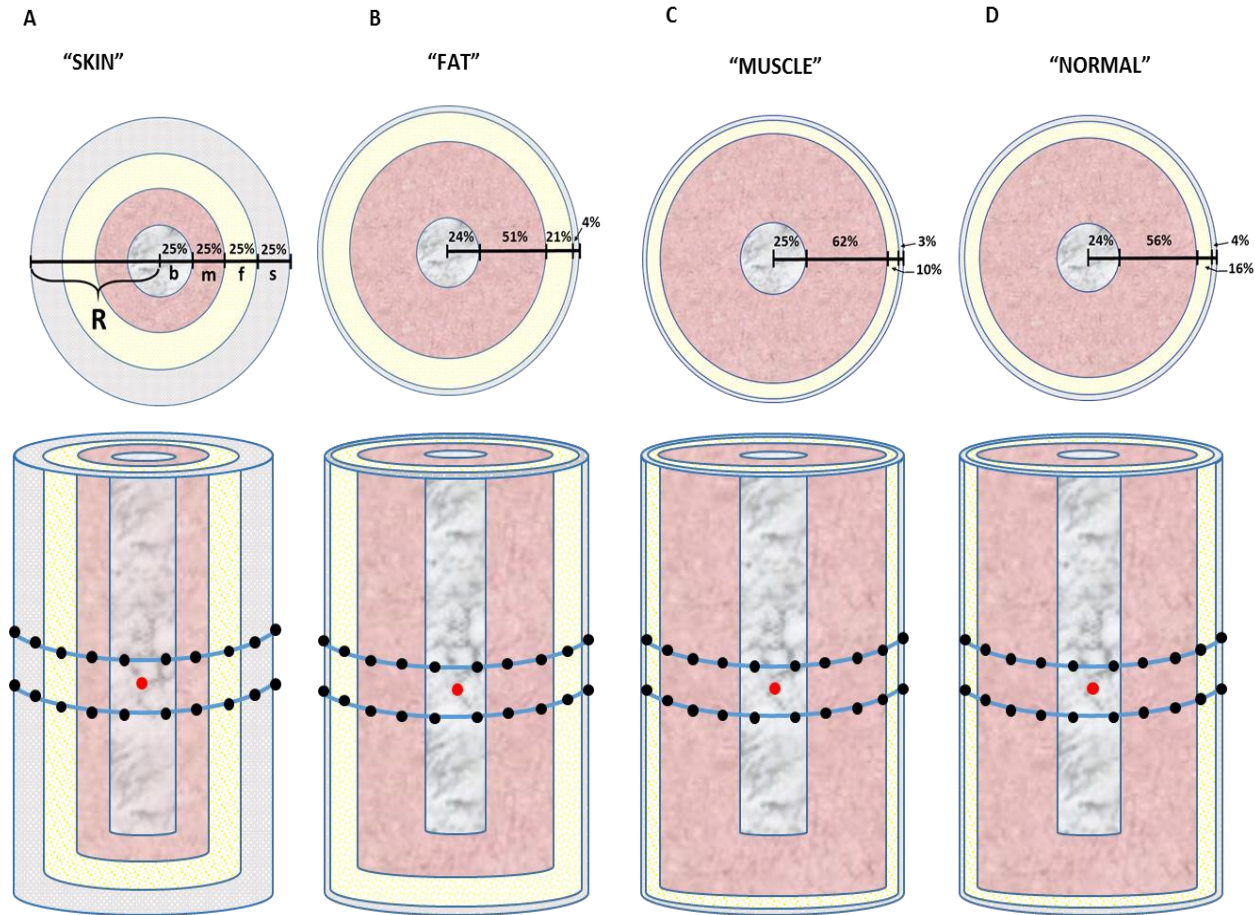 A
"SKIN"
25% 25% 25% 25%
b m f s
R
B
"FAT"
24% 51% 21% 4%
C
"MUSCLE"
25% 62% 3%
10%
D
"NORMAL"
24% 56% 4%
16%